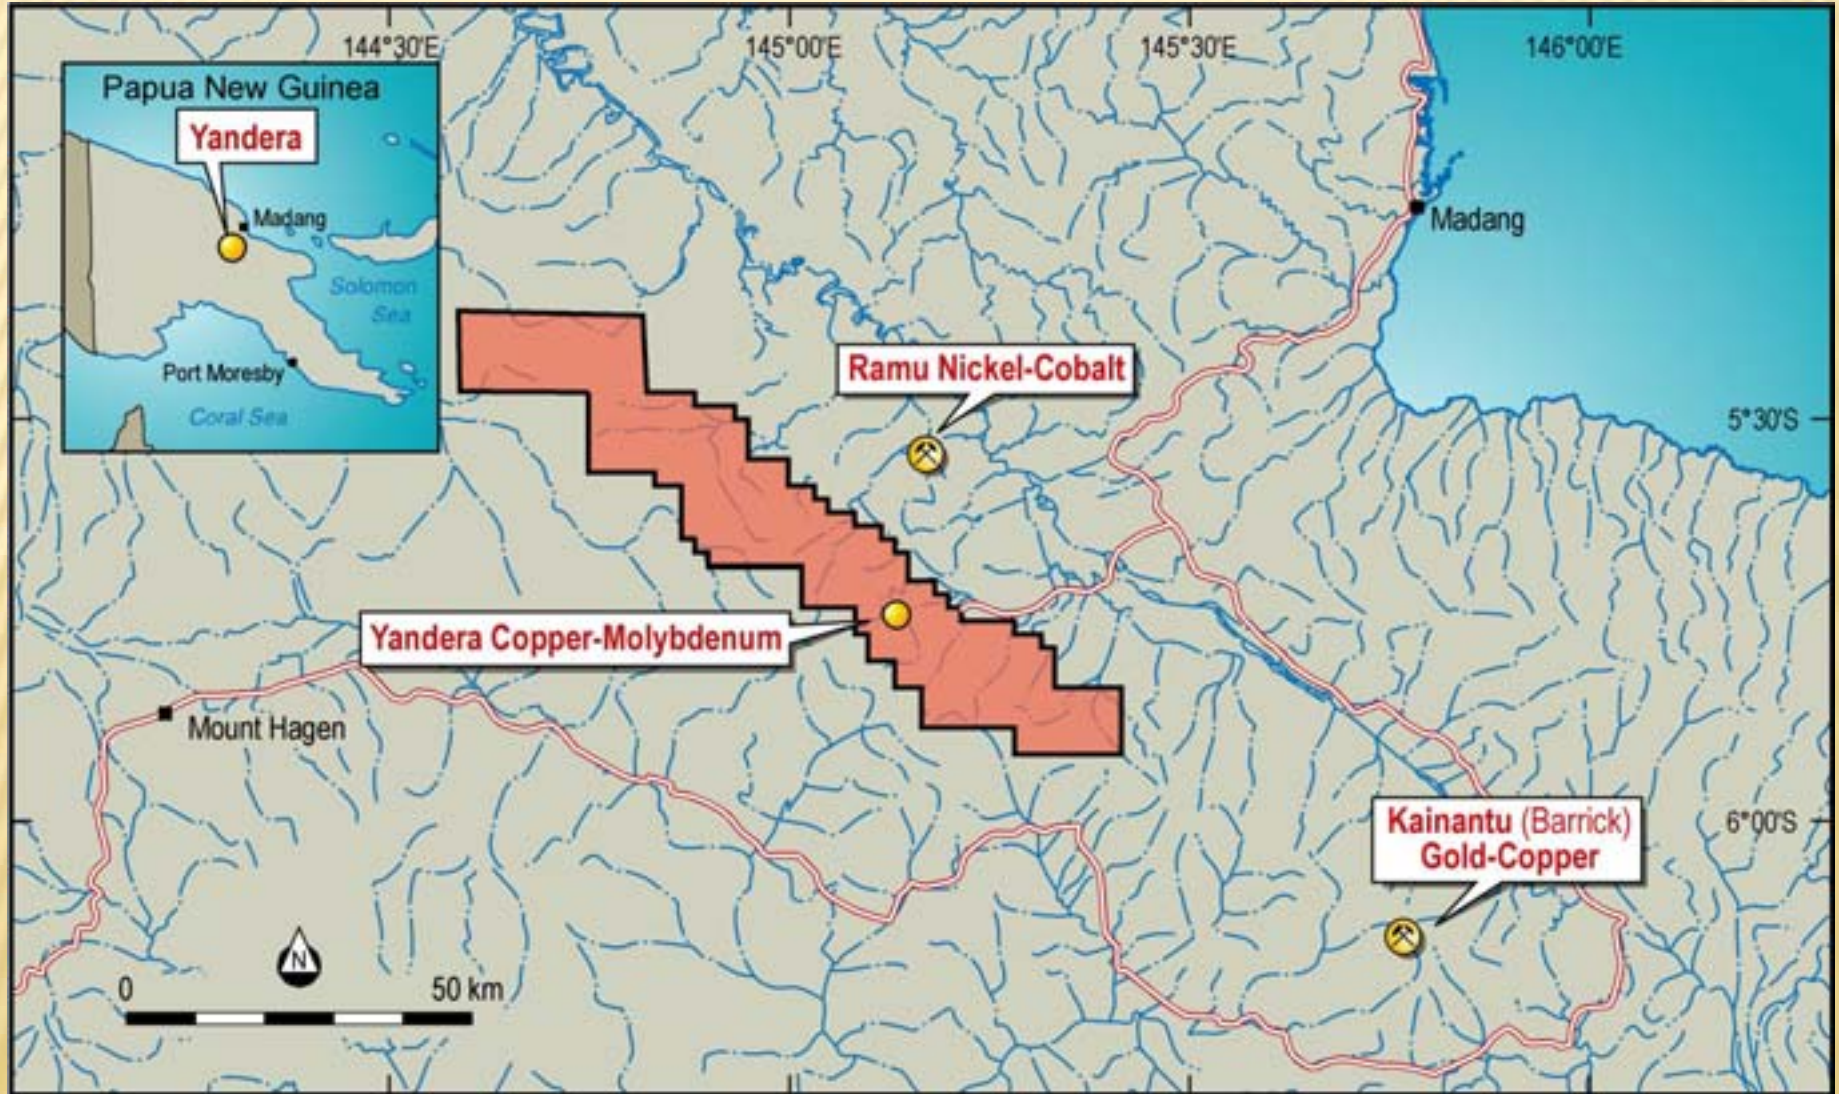 144°30'E
145°00'E
145°30'E
146°00'E
Papua New Guinea
Yandera
Madang
Solomon
Sea
Port Moresby
Coral Sea
Madang
Ramu Nickel-Cobalt
5°30'S
Yandera Copper-Molybdenum
Mount Hagen
Kainantu (Barrick)
Gold-Copper
6°00'S
N
0 50 km